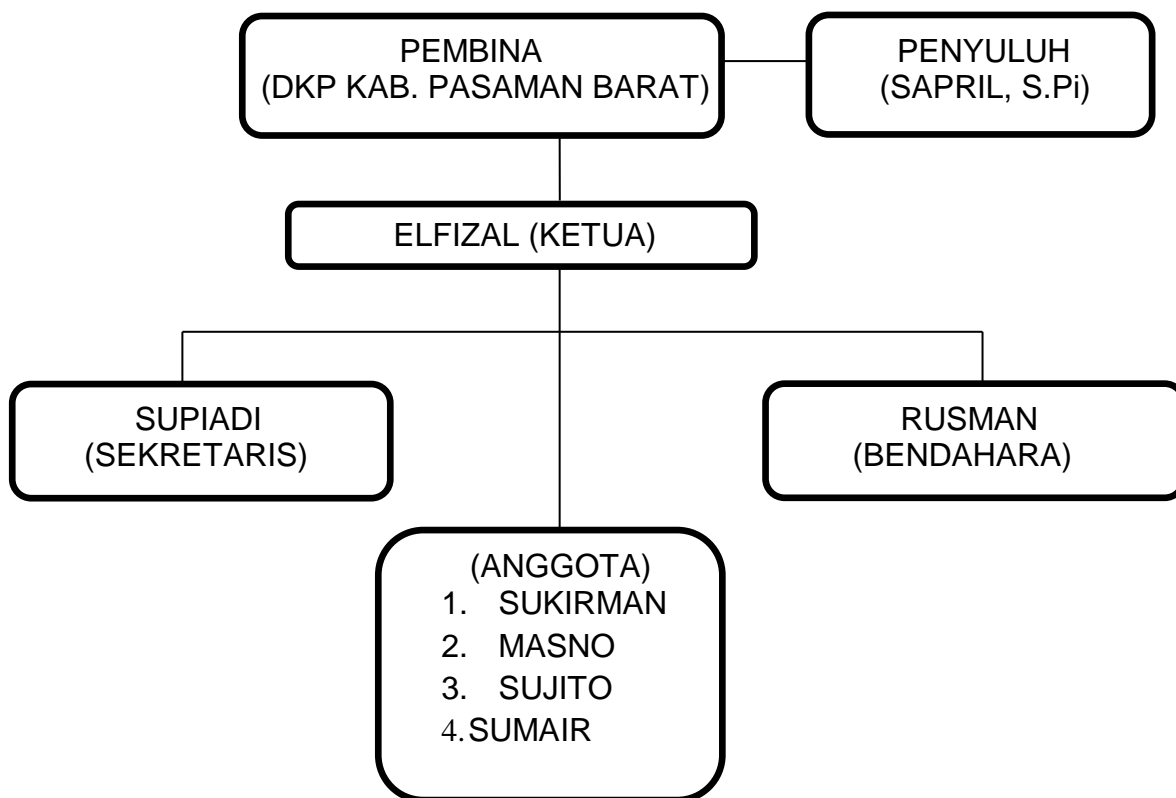 PEMBINA
(DKP KAB. PASAMAN BARAT)
PENYULUH
(SAPRIL, S.Pi)
ELFIZAL (KETUA)
SUPIADI
(SEKRETARIS)
RUSMAN
(BENDAHARA)
(ANGGOTA)
1. SUKIRMAN
2. MASNO
3. SUJITO
4. SUMAIR